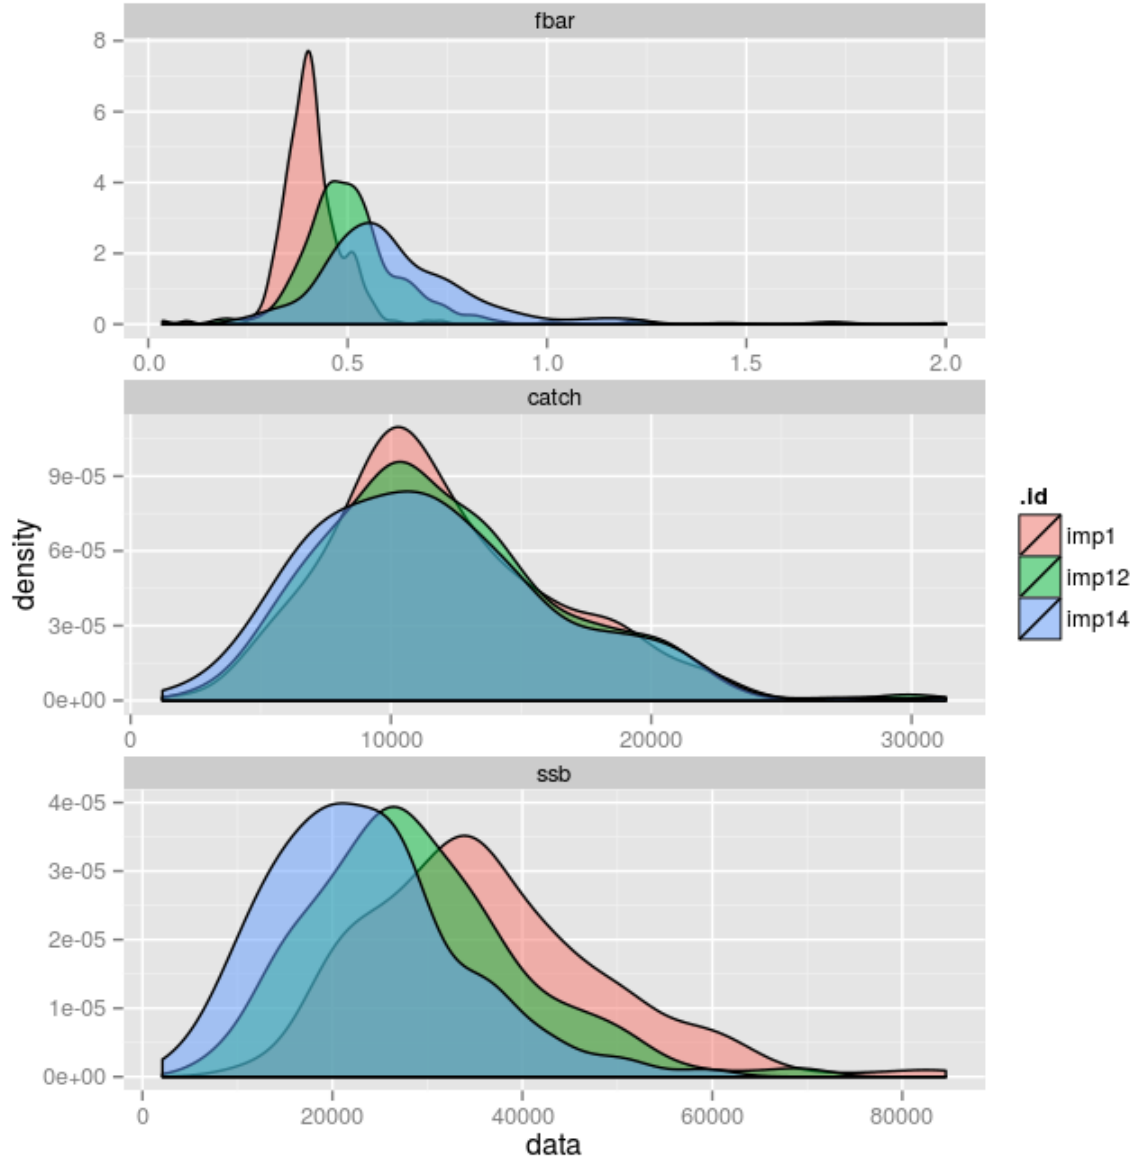 fbar
8
6
4
2
0
0.0 0.5 1.0 1.5 2.0
catch
9e-05
6e-05
3e-05
0e+00
0 10000 20000 30000
ssb
4e-05
3e-05
2e-05
1e-05
0e+00
0 20000 40000 60000 80000
density
data
.id
imp1
imp12
imp14